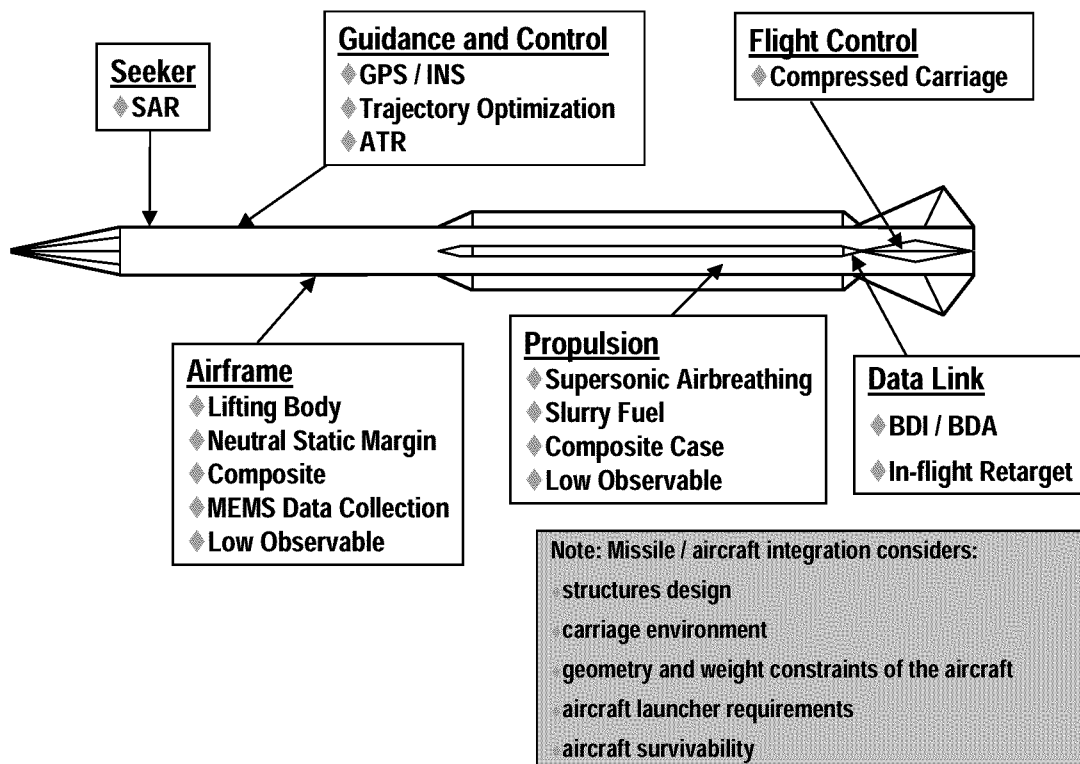 Seeker
SAR
Guidance and Control
GPS / INS
Trajectory Optimization
ATR
Flight Control
Compressed Carriage
Airframe
Lifting Body
Neutral Static Margin
Composite
MEMS Data Collection
Low Observable
Propulsion
Supersonic Airbreathing
Slurry Fuel
Composite Case
Low Observable
Data Link
BDI / BDA
In-flight Retarget
Note: Missile / aircraft integration considers:
structures design
carriage environment
geometry and weight constraints of the aircraft
aircraft launcher requirements
aircraft survivability